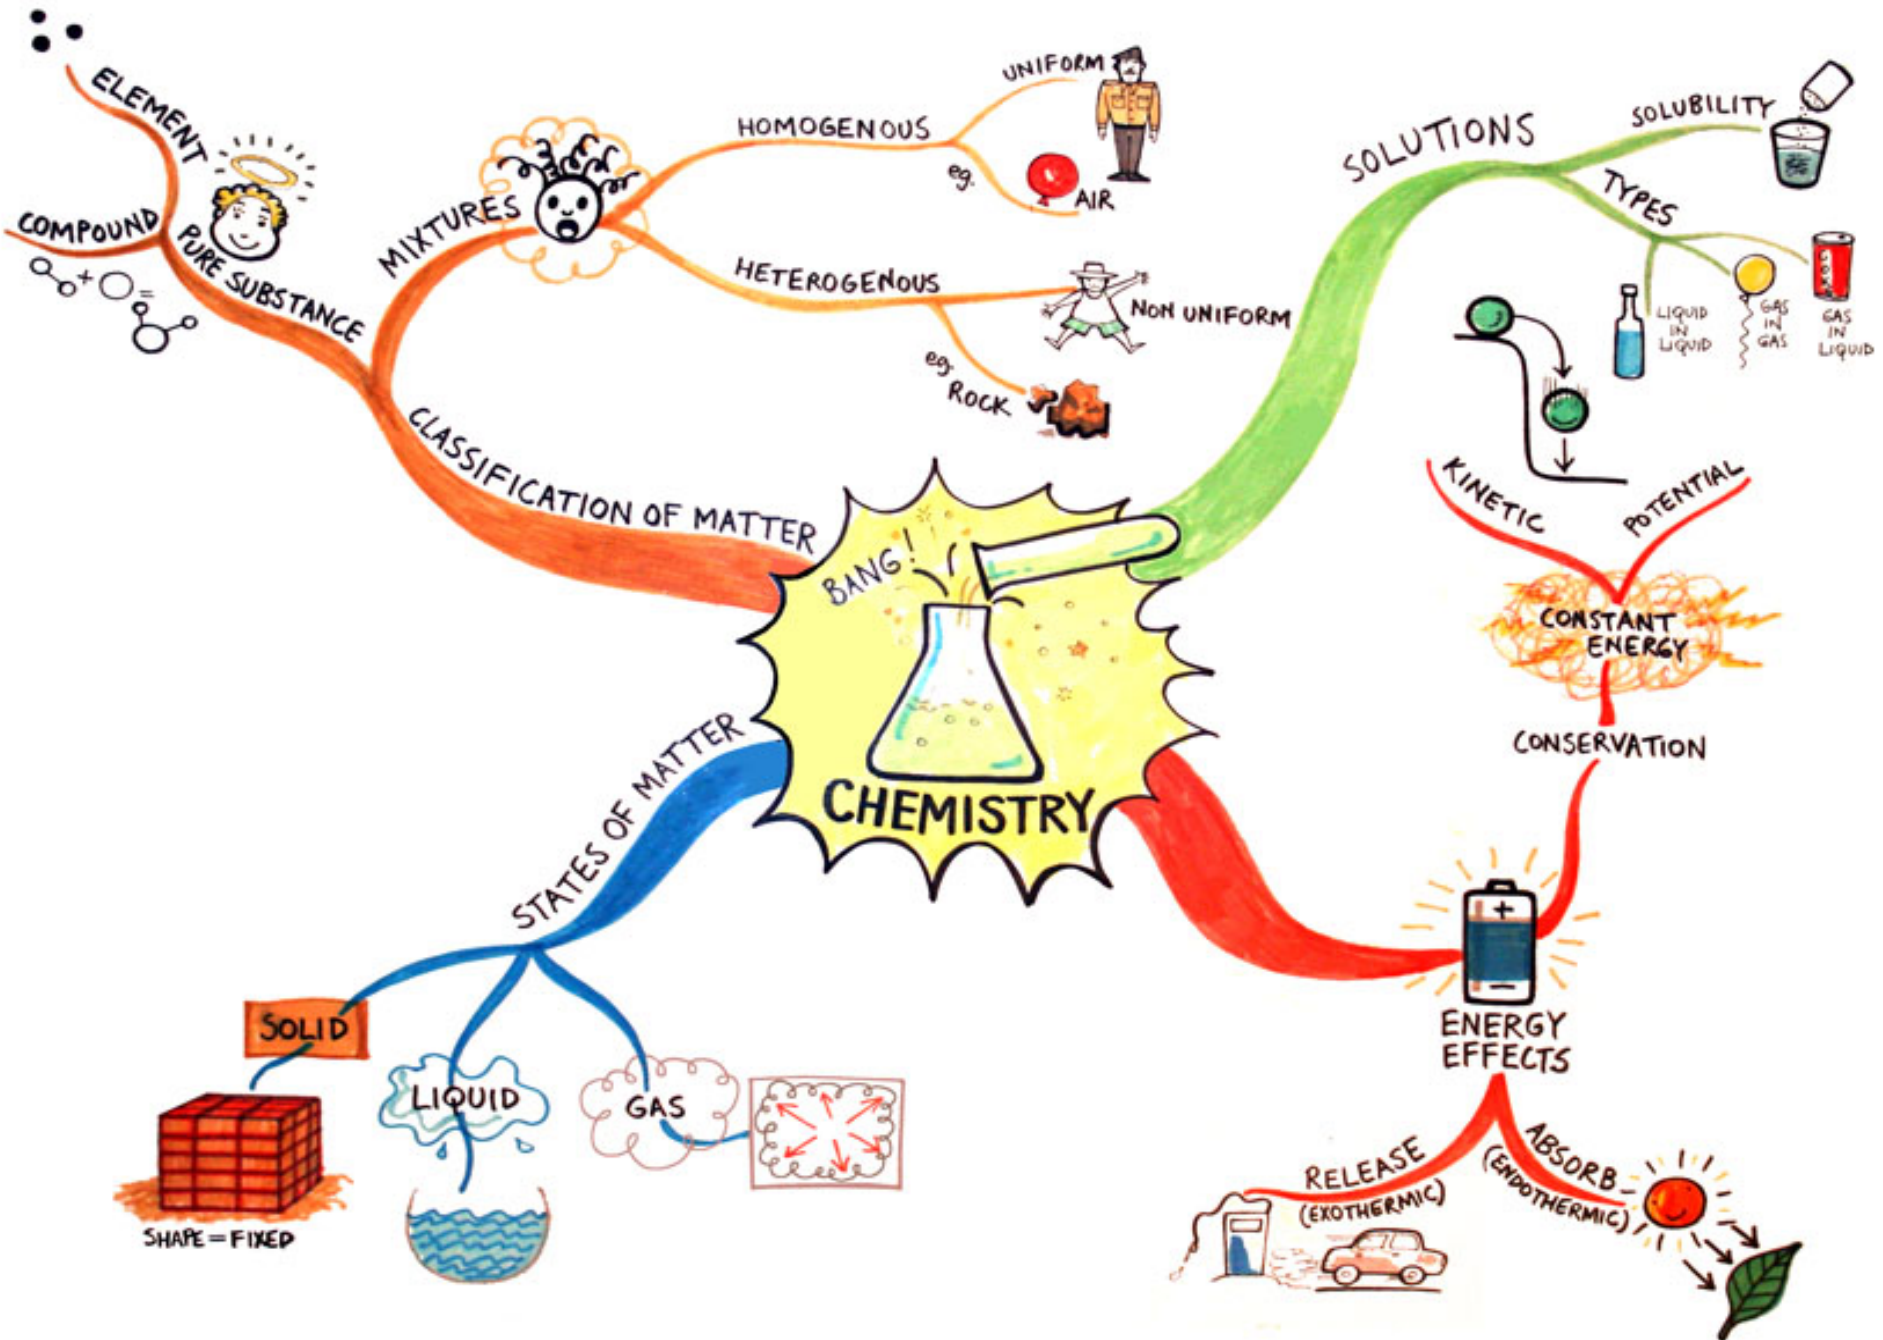 ELEMENT
COMPOUND
PURE SUBSTANCE
MIXTURES
HOMOGENOUS
UNIFORM
eg.
AIR
HETEROGENOUS
NON UNIFORM
eg.
ROCK
CLASSIFICATION OF MATTER
SOLUTIONS
SOLUBILITY
TYPES
LIQUID
IN
LIQUID
GAS
IN
GAS
GAS
IN
LIQUID
KINETIC
POTENTIAL
CONSTANT
ENERGY
CONSERVATION
BANG!
CHEMISTRY
STATES OF MATTER
SOLID
SHAPE = FIXED
LIQUID
GAS
+
−
ENERGY
EFFECTS
RELEASE
(EXOTHERMIC)
ABSORB
(ENDOTHERMIC)